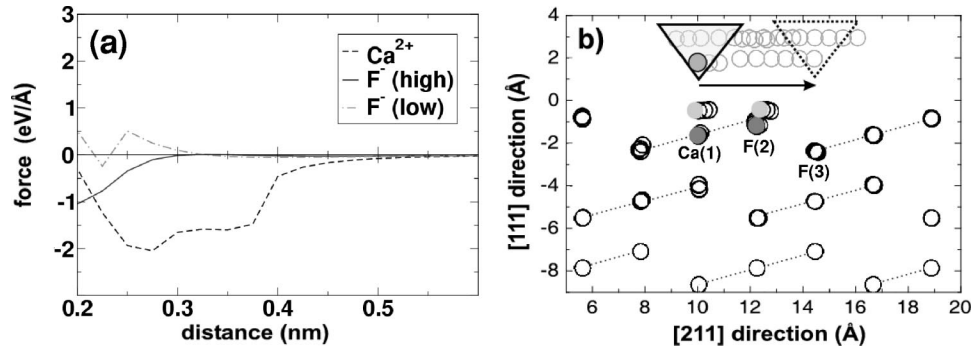 (a)
Ca2+
F- (high)
F- (low)
3
2
1
0
-1
-2
force (eV/Å)
0.2 0.3 0.4 0.5
distance (nm)
b)
3
2
0
-2
-4
-6
-8
[111] direction (Å)
Ca(1)
F(2)
F(3)
6 8 10 12 14 16 18 20
[211] direction (Å)